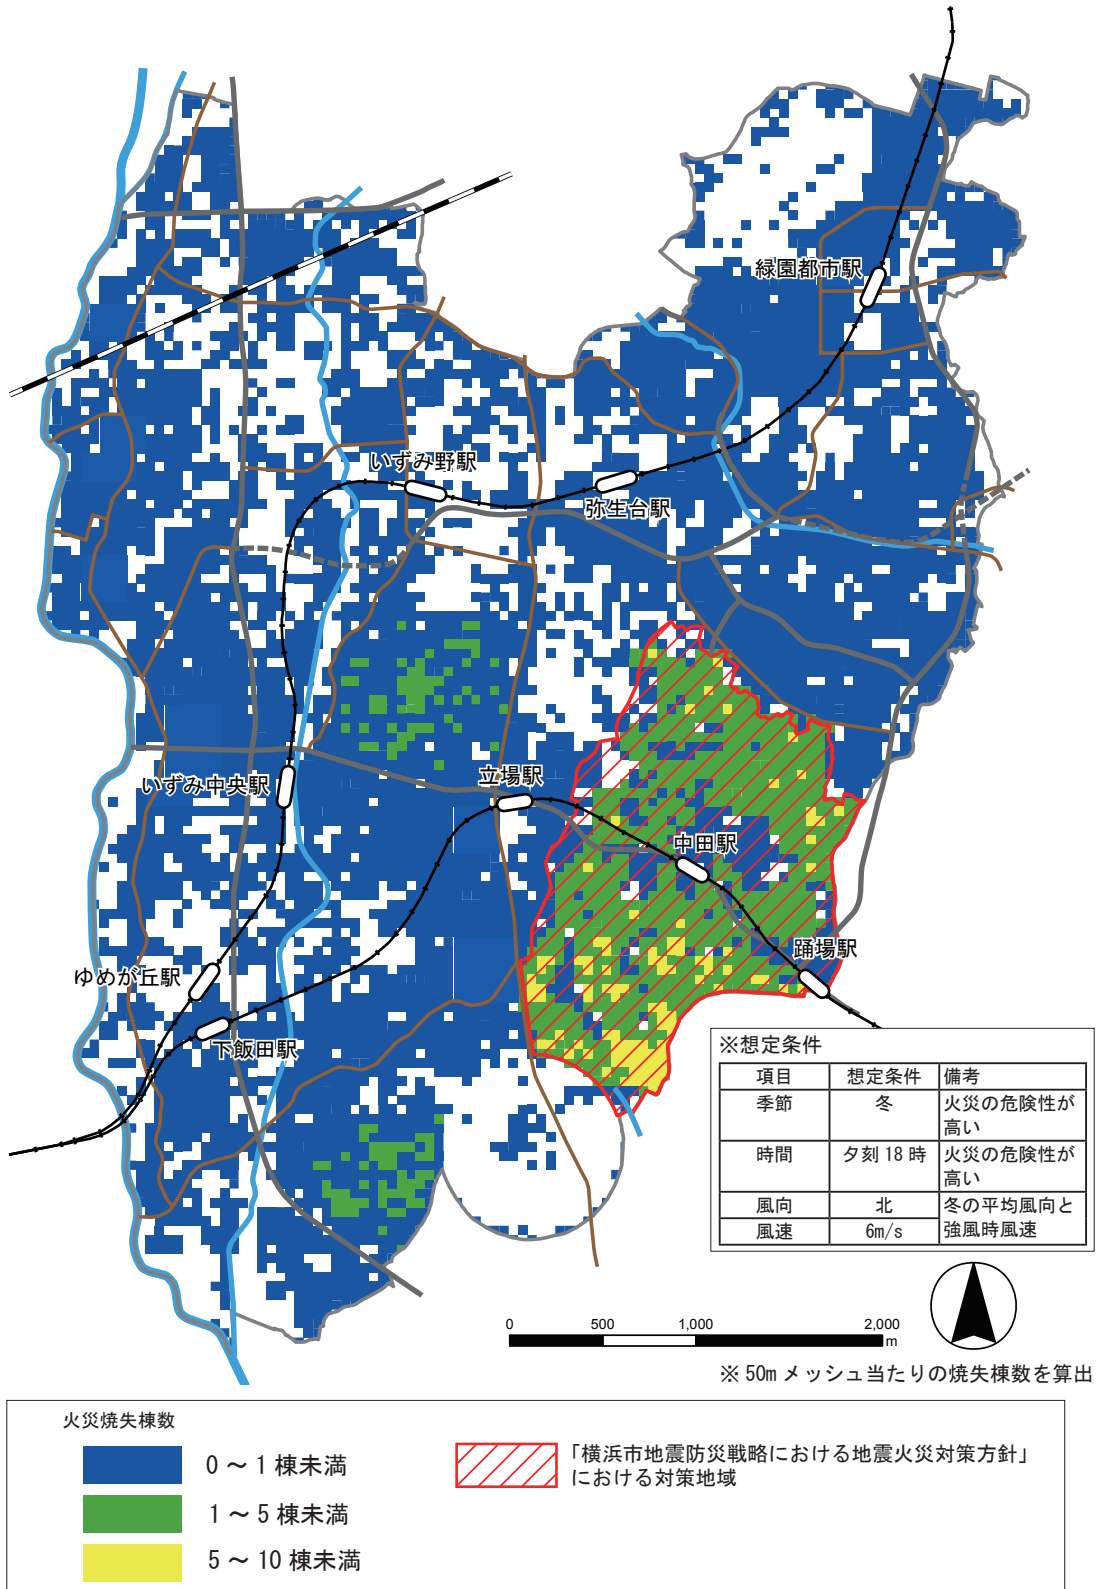 緑園都市駅
いずみ野駅
弥生台駅
いずみ中央駅
立場駅
中田駅
踊場駅
ゆめが丘駅
下飯田駅
※想定条件
項目 想定条件 備考
季節 冬 火災の危険性が
高い
時間 夕刻 18 時 火災の危険性が
高い
風向 北 冬の平均風向と
風速 6m/s 強風時風速
0 500 1,000 2,000
m
※ 50m メッシュ当たりの焼失棟数を算出
火災焼失棟数
0 ～ 1 棟未満
1 ～ 5 棟未満
5 ～ 10 棟未満
「横浜市地震防災戦略における地震火災対策方針」
における対策地域